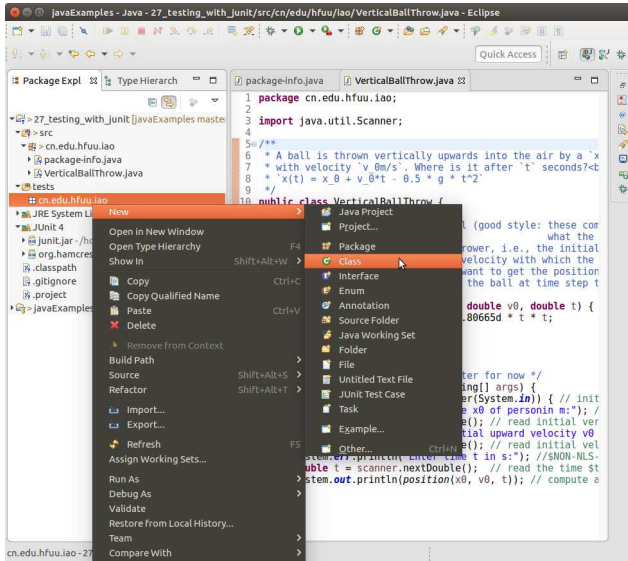 javaExamples - Java - 27_testing_with_junit/src/cn/edu/hfuu/iao/VerticalBallThrow.java - Eclipse
Quick Access
Package Expl
Type Hierarch
> 27_testing_with_junit [javaExamples maste
> src
> cn.edu.hfuu.iao
> package-info.java
> VerticalBallThrow.java
tests
cn.edu.hfuu.iao
JRE System Li
JUnit 4
junit.jar - /ho
org.hamcres
.classpath
.gitignore
.project
> javaExamples
New
Open in New Window
Open Type Hierarchy F4
Show In Shift+Alt+W >
Copy Ctrl+C
Copy Qualified Name
Paste Ctrl+V
Delete
Remove from Context
Build Path
Source Shift+Alt+S >
Refactor Shift+Alt+T >
Import...
Export...
Refresh F5
Assign Working Sets...
Run As
Debug As
Validate
Restore from Local History...
Team
Compare With
Java Project
Project...
Package
Class
Interface
Enum
Annotation
Source Folder
Java Working Set
Folder
File
Untitled Text File
JUnit Test Case
Task
Example...
Other... Ctrl+N
package-info.java
VerticalBallThrow.java
1 package cn.edu.hfuu.iao;
2
3 import java.util.Scanner;
4
5 /**
6 * A ball is thrown vertically upwards into the air by a `x
7 * with velocity `v_0m/s`. Where is it after `t` seconds?<b
8 * `x(t) = x_0 + v_0*t - 0.5 * g * t^2`
9 */
10 public class VerticalBallThrow {
l (good style: these com
what the
rower, i.e., the initial
velocity with which the
want to get the position
the ball at time step t
double v0, double t) {
.80665d * t * t;
ter for now */
ing[] args) {
er(System.in)) { // init
e x0 of personin m:"); /
e(); // read initial ver
tial upward velocity v0
e(); // read initial vel
stem.err.println("Enter time t in s:"); //$NON-NLS-
uble t = scanner.nextDouble(); // read the time $t
stem.out.println(position(x0, v0, t)); // compute a
cn.edu.hfuu.iao - 27